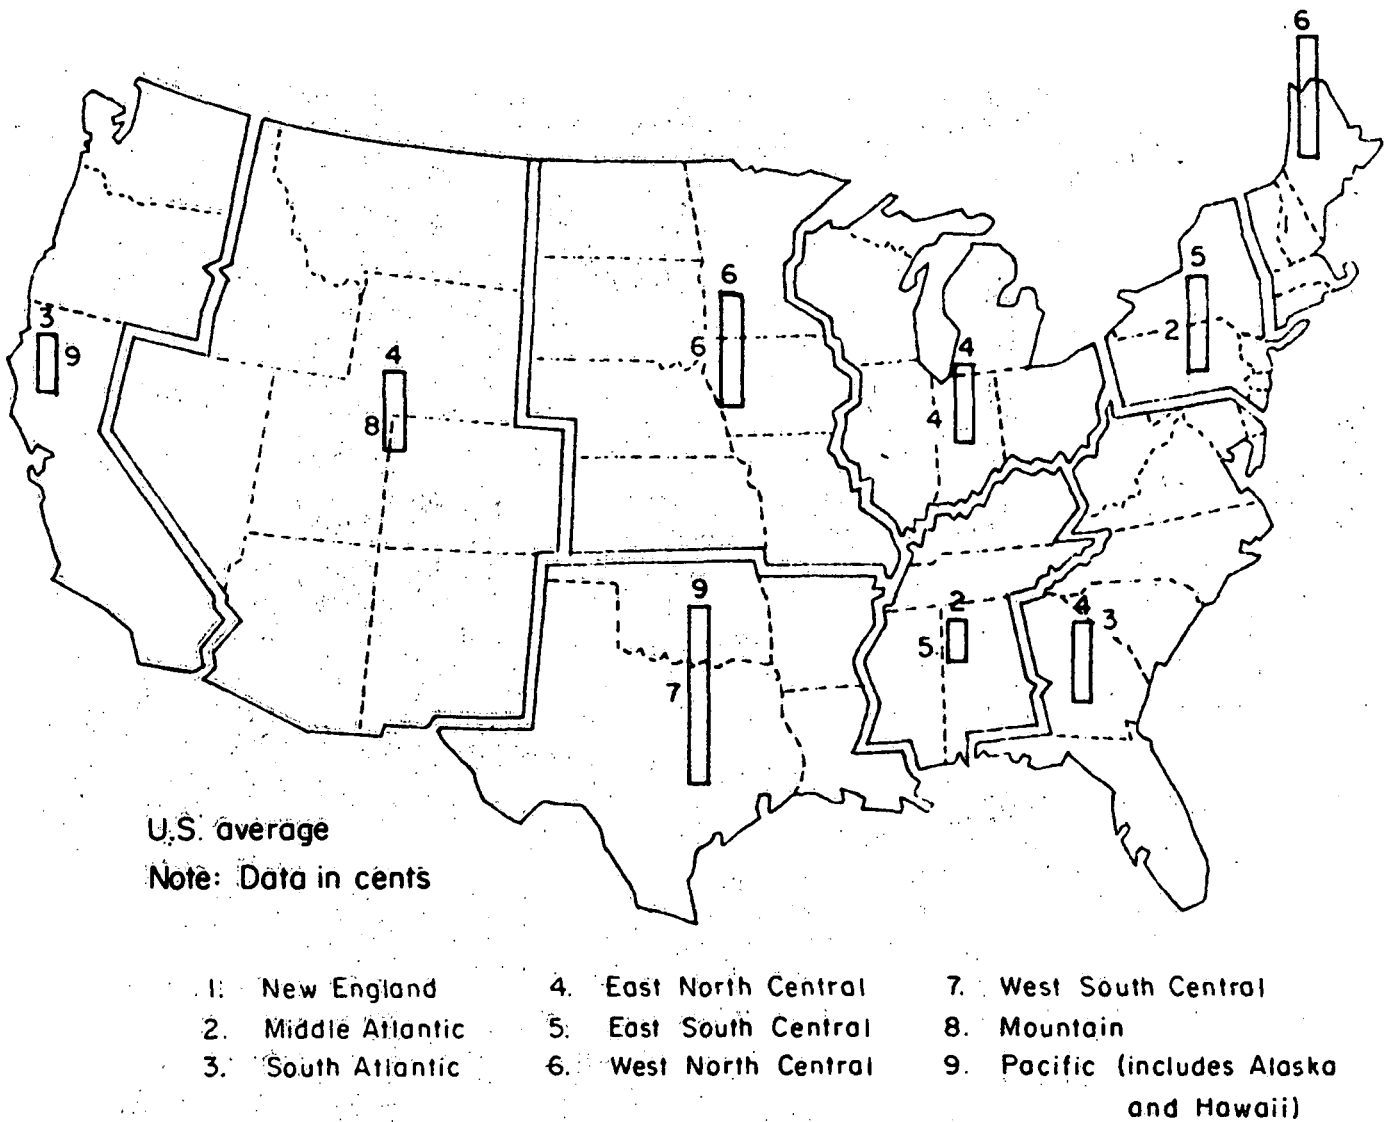 6
5
2
6
6
3
9
4
8
4
4
9
7
2
5
4
3
U.S. average
Note: Data in cents
1. New England
2. Middle Atlantic
3. South Atlantic
4. East North Central
5. East South Central
6. West North Central
7. West South Central
8. Mountain
9. Pacific (includes Alaska
and Hawaii)